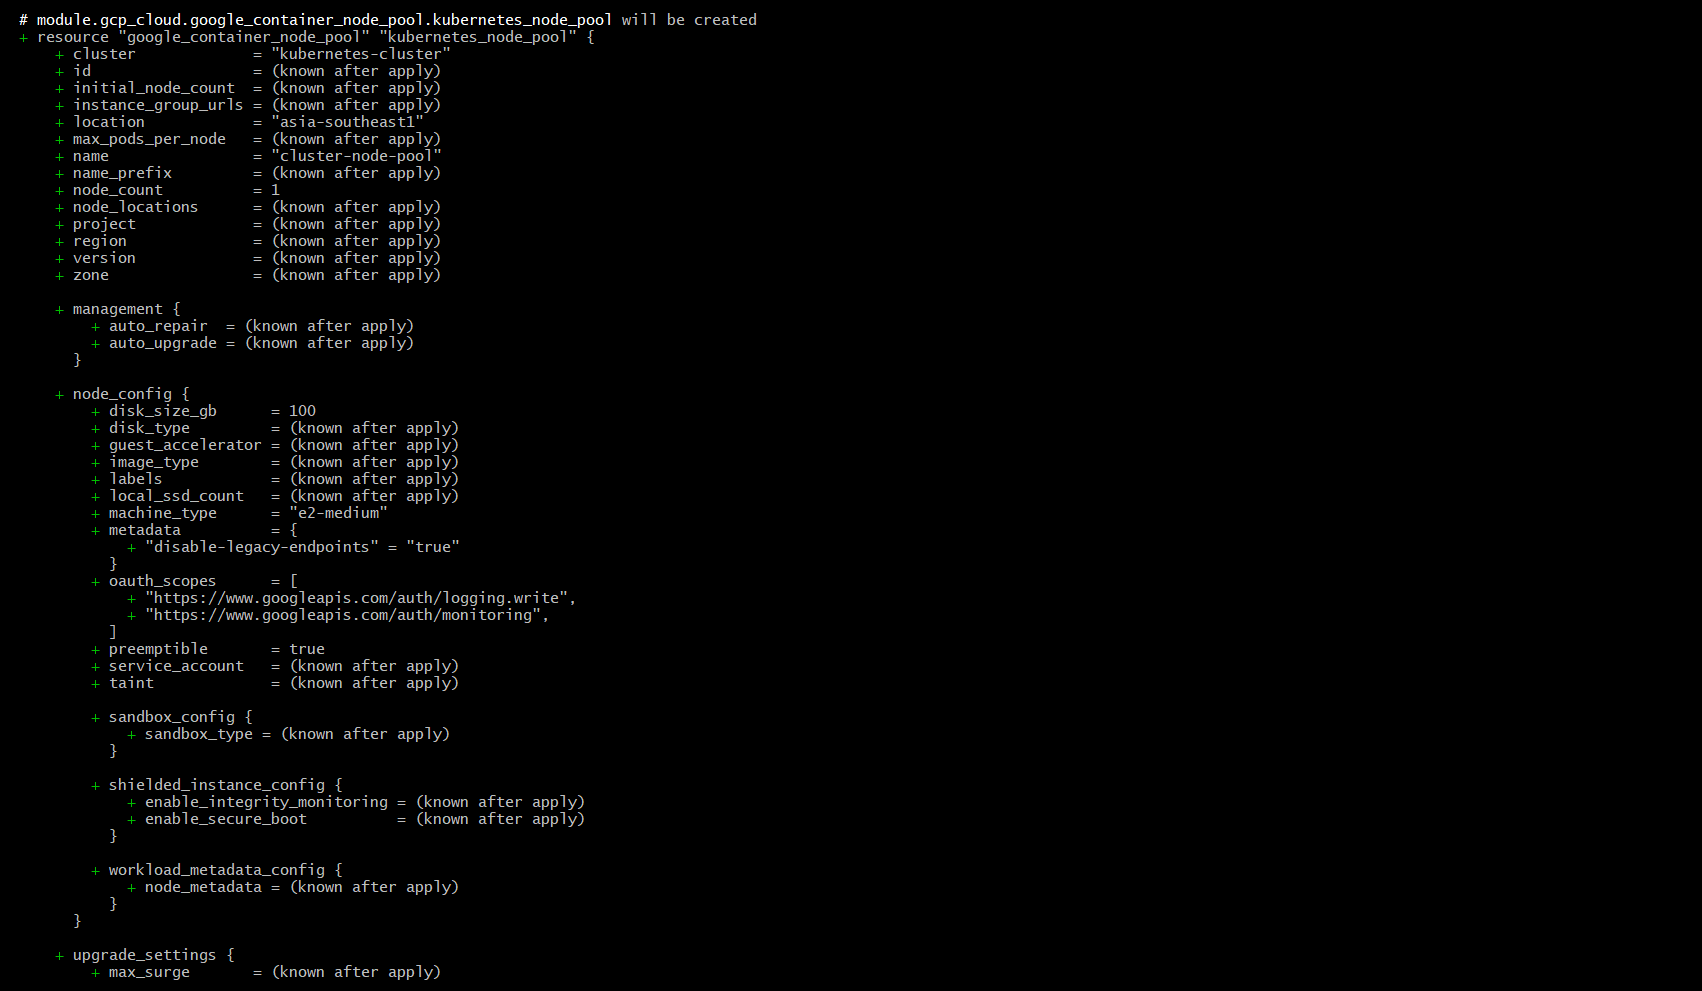 # module.gcp_cloud.google_container_node_pool.kubernetes_node_pool will be created
+ resource "google_container_node_pool" "kubernetes_node_pool" {
    + cluster             = "kubernetes-cluster"
    + id                  = (known after apply)
    + initial_node_count  = (known after apply)
    + instance_group_urls = (known after apply)
    + location            = "asia-southeast1"
    + max_pods_per_node   = (known after apply)
    + name                = "cluster-node-pool"
    + name_prefix         = (known after apply)
    + node_count          = 1
    + node_locations      = (known after apply)
    + project             = (known after apply)
    + region              = (known after apply)
    + version             = (known after apply)
    + zone                = (known after apply)

    + management {
        + auto_repair  = (known after apply)
        + auto_upgrade = (known after apply)
      }

    + node_config {
        + disk_size_gb      = 100
        + disk_type         = (known after apply)
        + guest_accelerator = (known after apply)
        + image_type        = (known after apply)
        + labels            = (known after apply)
        + local_ssd_count   = (known after apply)
        + machine_type      = "e2-medium"
        + metadata          = {
            + "disable-legacy-endpoints" = "true"
          }
        + oauth_scopes      = [
            + "https://www.googleapis.com/auth/logging.write",
            + "https://www.googleapis.com/auth/monitoring",
          ]
        + preemptible       = true
        + service_account   = (known after apply)
        + taint             = (known after apply)

        + sandbox_config {
            + sandbox_type = (known after apply)
          }

        + shielded_instance_config {
            + enable_integrity_monitoring = (known after apply)
            + enable_secure_boot          = (known after apply)
          }

        + workload_metadata_config {
            + node_metadata = (known after apply)
          }
      }

    + upgrade_settings {
        + max_surge       = (known after apply)